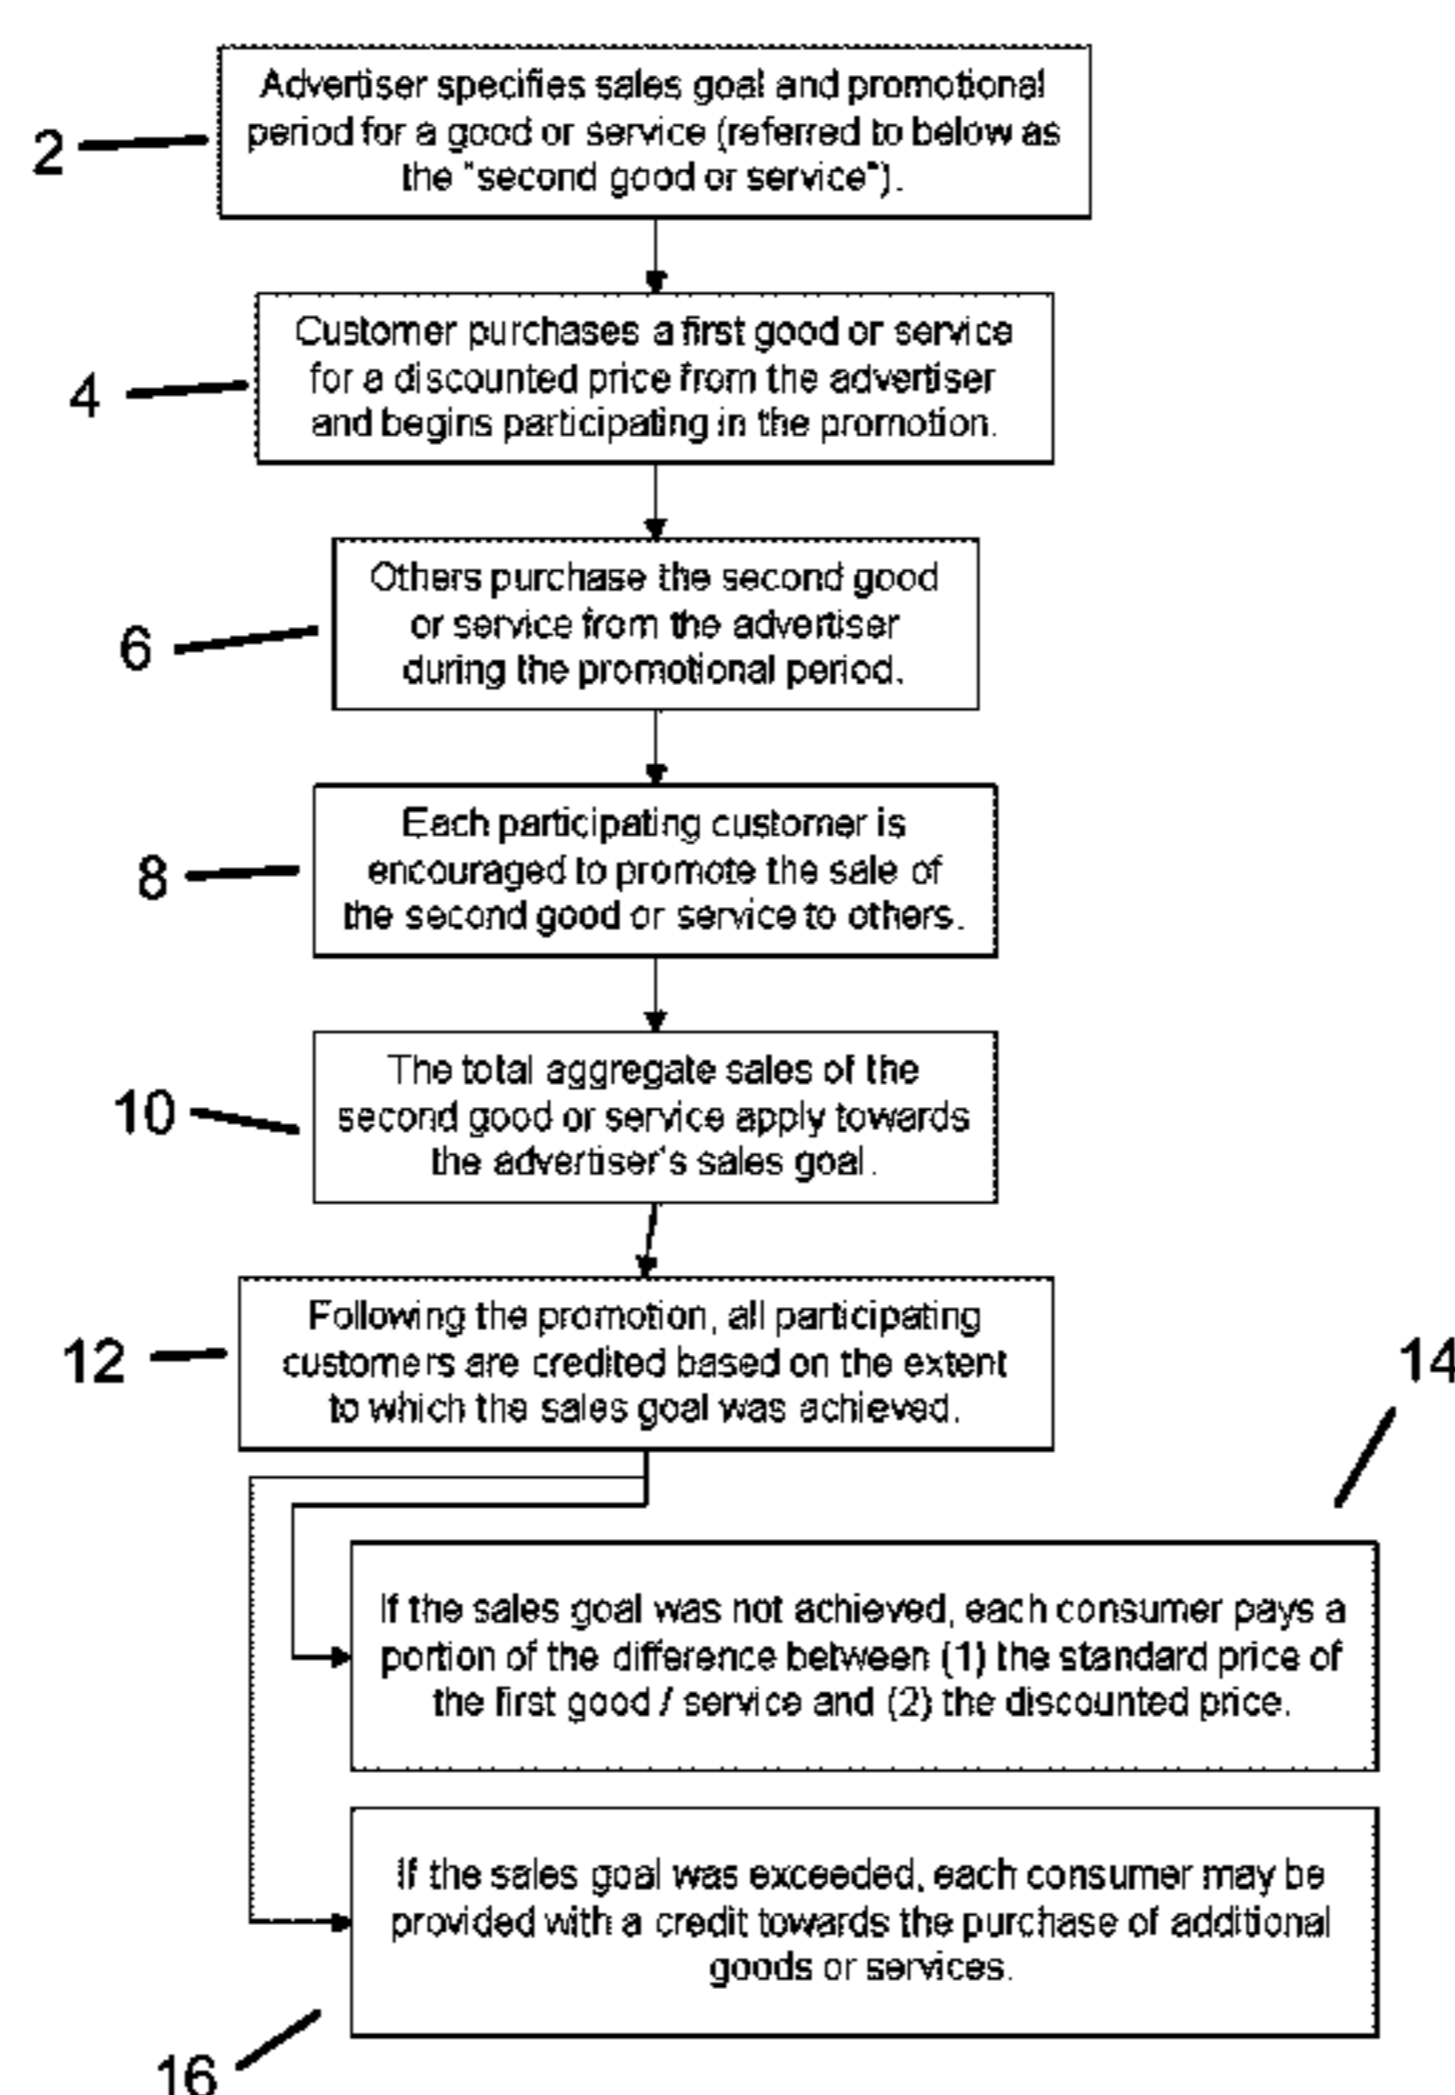 Advertiser specifies sales goal and promotional
period for a good or service (referred to below as
the "second good or service").
2
Customer purchases a first good or service
for a discounted price from the advertiser
and begins participating in the promotion.
4
Others purchase the second good
or service from the advertiser
during the promotional period.
6
Each participating customer is
encouraged to promote the sale of
the second good or service to others.
8
The total aggregate sales of the
second good or service apply towards
the advertiser's sales goal.
10
Following the promotion, all participating
customers are credited based on the extent
to which the sales goal was achieved.
12
14
If the sales goal was not achieved, each consumer pays a
portion of the difference between (1) the standard price of
the first good / service and (2) the discounted price.
If the sales goal was exceeded, each consumer may be
provided with a credit towards the purchase of additional
goods or services.
16